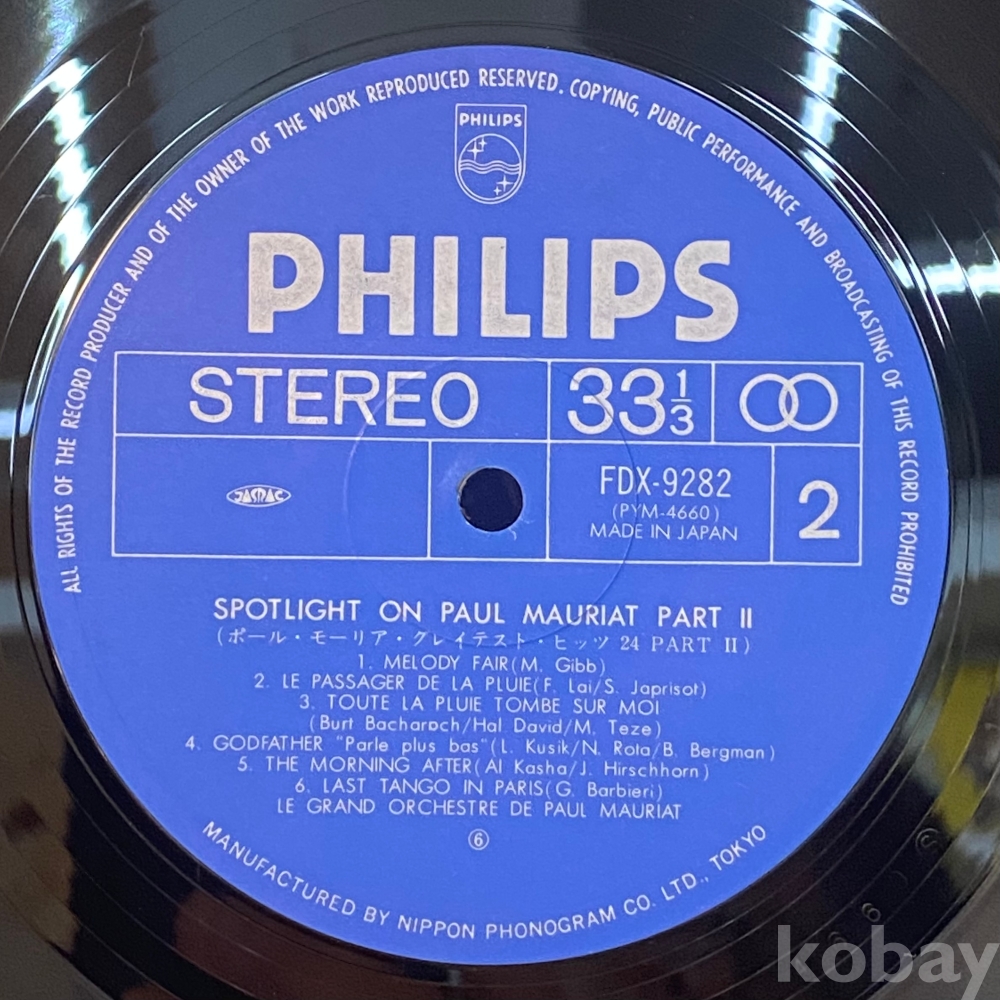 ALL RIGHTS OF THE RECORD PRODUCER AND OF THE OWNER OF THE WORK REPRODUCED RESERVED. COPYING, PUBLIC PERFORMANCE AND BROADCASTING OF THIS RECORD PROHIBITED
PHILIPS
PHILIPS
STEREO 33 1/3
JASRAC
FDX-9282
(PYM-4660)
MADE IN JAPAN
2
SPOTLIGHT ON PAUL MAURIAT PART II
(ポール・モーリア・グレイテスト・ヒッツ 24 PART II)
1. MELODY FAIR(M. Gibb)
2. LE PASSAGER DE LA PLUIE(F. Lai/S. Japrisot)
3. TOUTE LA PLUIE TOMBE SUR MOI
(Burt Bacharach/Hal David/M. Teze)
4. GODFATHER "Parle plus bas"(L. Kusik/N. Rota/B. Bergman)
5. THE MORNING AFTER(Al Kasha/J. Hirschhorn)
6. LAST TANGO IN PARIS(G. Barbieri)
LE GRAND ORCHESTRE DE PAUL MAURIAT
⑥
MANUFACTURED BY NIPPON PHONOGRAM CO. LTD., TOKYO
kobay